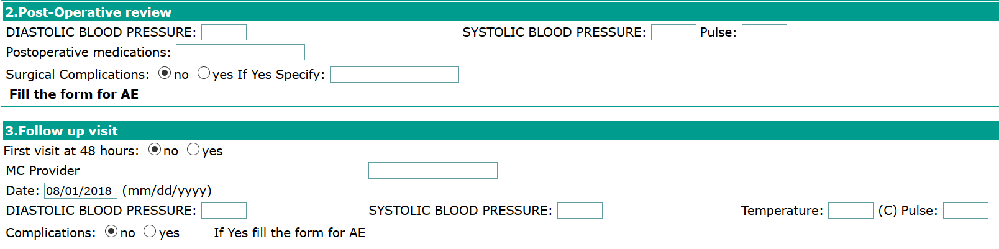 2.Post-Operative review
DIASTOLIC BLOOD PRESSURE: SYSTOLIC BLOOD PRESSURE: Pulse:
Postoperative medications:
Surgical Complications: no yes If Yes Specify:
Fill the form for AE
3.Follow up visit
First visit at 48 hours: no yes
MC Provider
Date: 08/01/2018 (mm/dd/yyyy)
DIASTOLIC BLOOD PRESSURE: SYSTOLIC BLOOD PRESSURE: Temperature: (C) Pulse:
Complications: no yes If Yes fill the form for AE